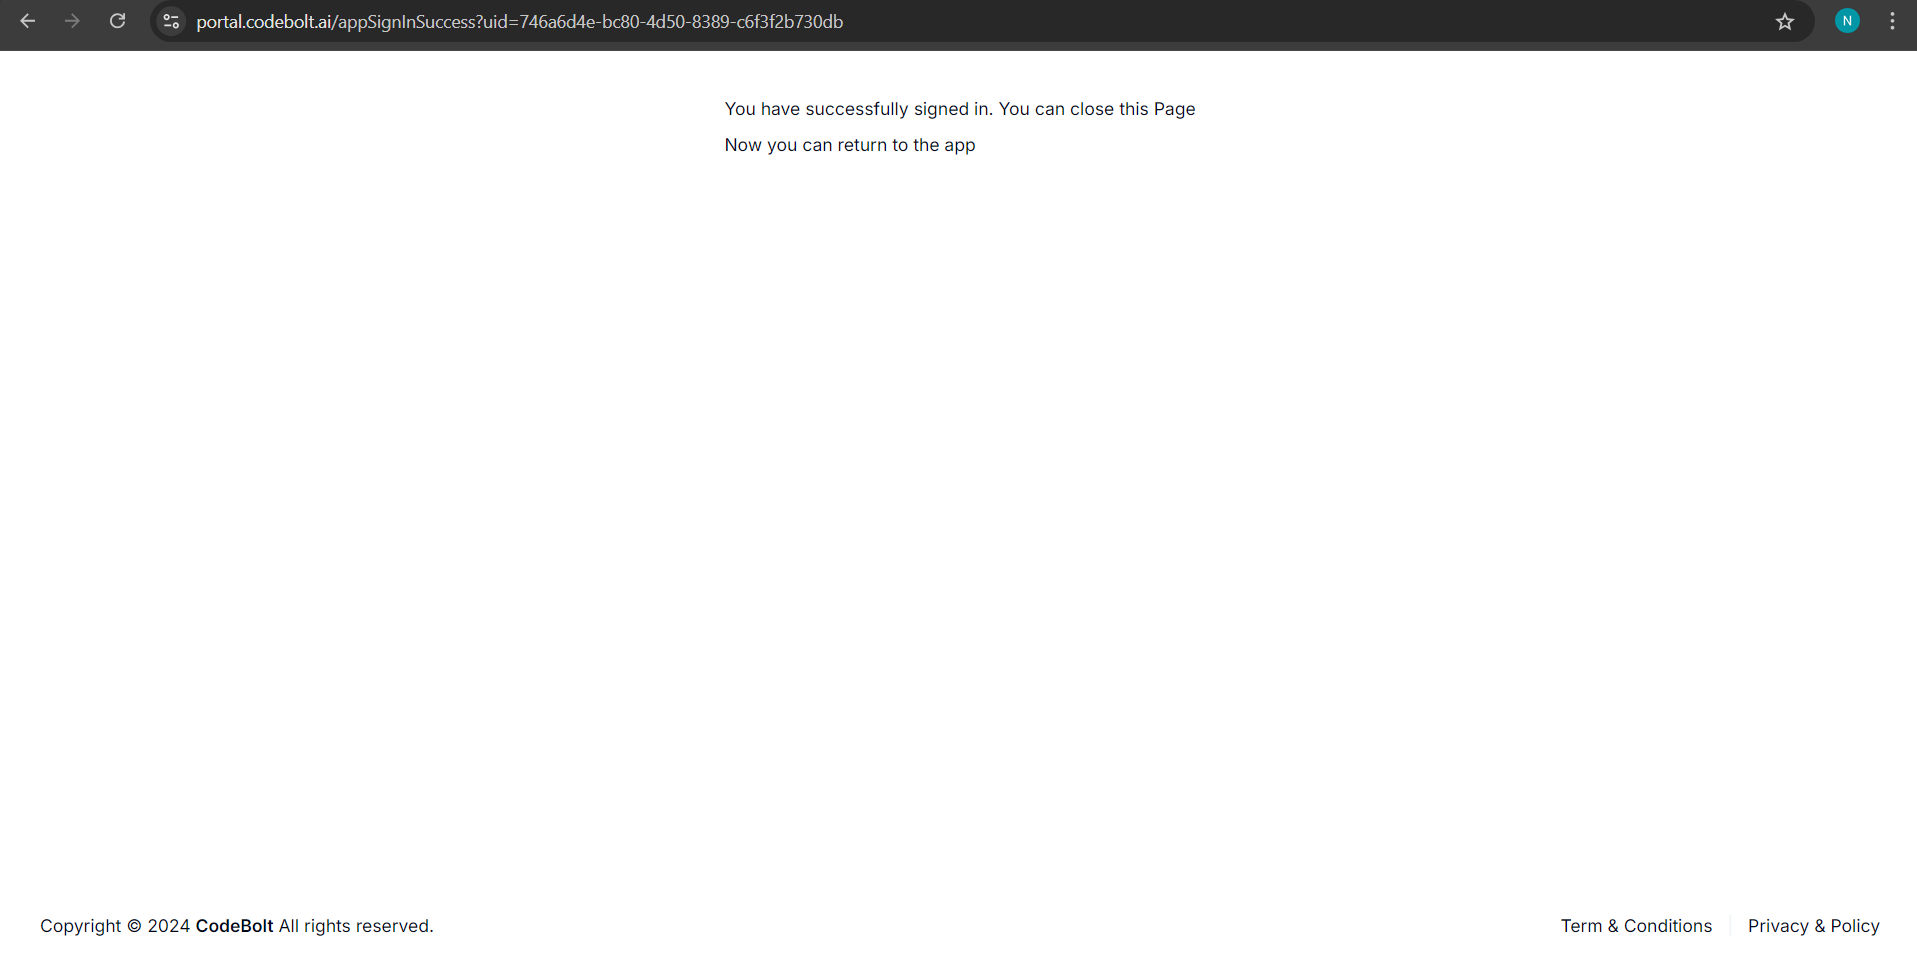 portal.codebolt.ai/appSignInSuccess?uid=746a6d4e-bc80-4d50-8389-c6f3f2b730db
N
You have successfully signed in. You can close this Page
Now you can return to the app
Copyright © 2024 CodeBolt All rights reserved.
Term & Conditions
Privacy & Policy